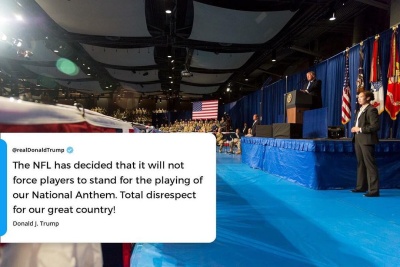 @realDonaldTrump
The NFL has decided that it will not
force players to stand for the playing of
our National Anthem. Total disrespect
for our great country!
Donald J. Trump